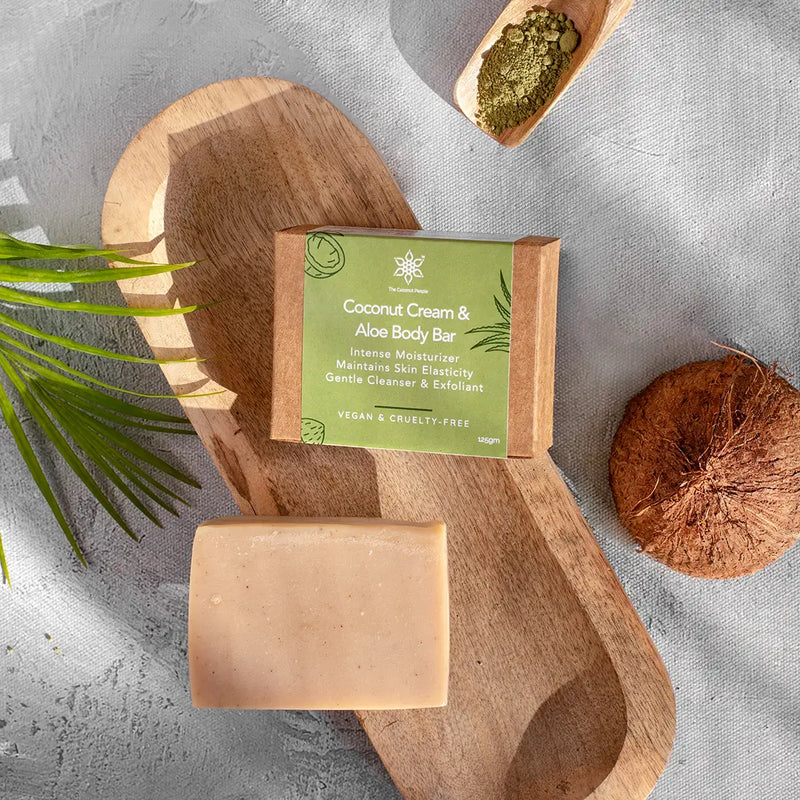 The Coconut People
Coconut Cream &
Aloe Body Bar
Intense Moisturizer
Maintains Skin Elasticity
Gentle Cleanser & Exfoliant
VEGAN & CRUELTY-FREE
125gm